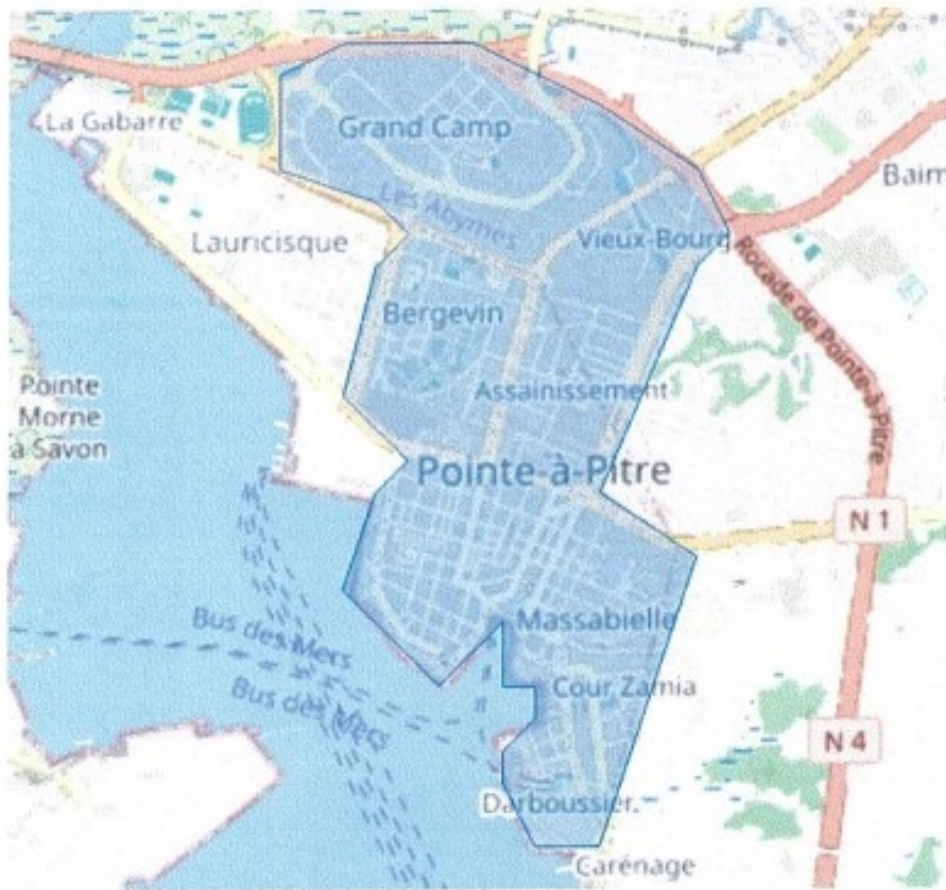 La Gabarre
Grand Camp
Baim
Les Abymes
Lauricisque
Vieux-Bourg
Rocade de Pointe-à-Pitre
Bergevin
Pointe
Morne
à Savon
Assainissement
Pointe-à-Pitre
N 1
Bus des Mers
Massabielle
Bus des Mers
Cour Zamia
N 4
Darboussier
Carénage